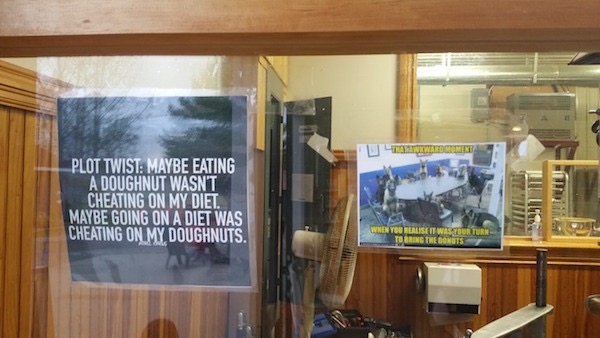 PLOT TWIST: MAYBE EATING
A DOUGHNUT WASN'T
CHEATING ON MY DIET.
MAYBE GOING ON A DIET WAS
CHEATING ON MY DOUGHNUTS.
THAT AWKWARD MOMENT
WHEN YOU REALISE IT WAS YOUR TURN
TO BRING THE DONUTS